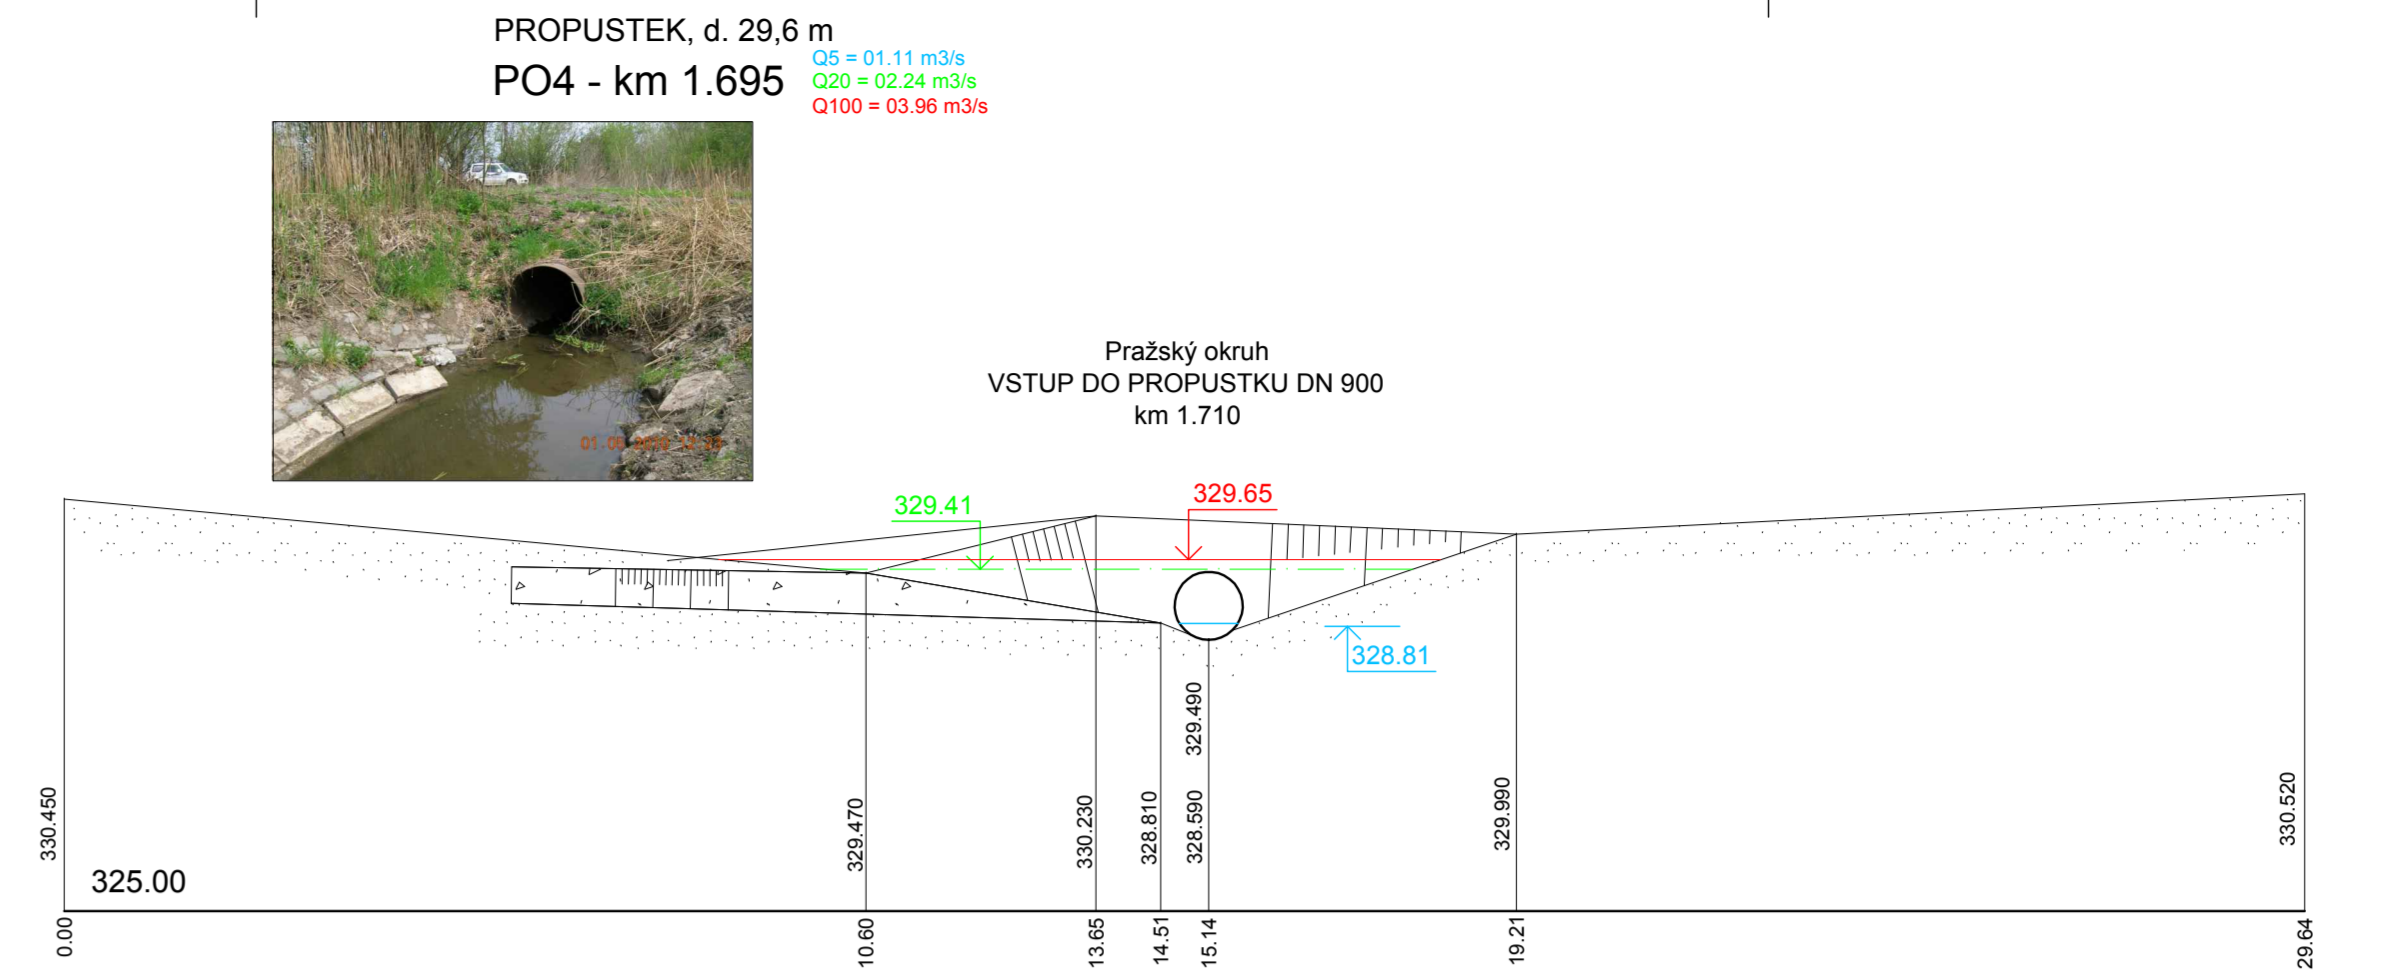 PROPUSTEK, d. 29,6 m
PO4 - km 1.695
Q5 = 01.11 m3/s
Q20 = 02.24 m3/s
Q100 = 03.96 m3/s
Pražský okruh
VSTUP DO PROPUSTKU DN 900
km 1.710
329.41
329.65
328.81
330.450
329.470
330.230
328.810
328.590
329.490
329.990
330.520
325.00
0.00
10.60
13.65
14.51
15.14
19.21
29.64